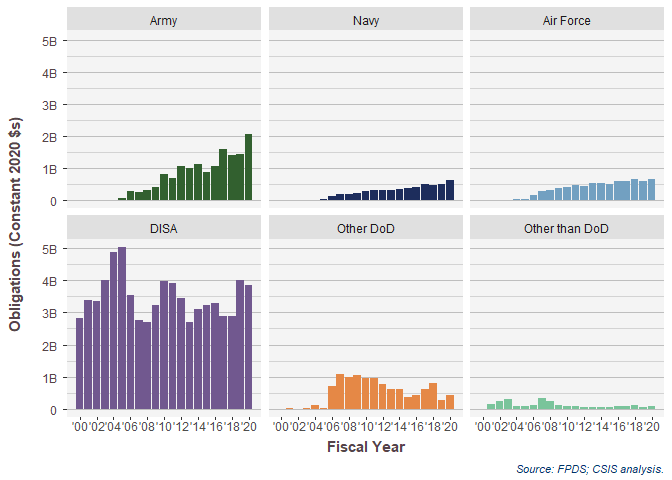 Army Navy Air Force
5B
4B
3B
2B
1B
0
DISA Other DoD Other than DoD
5B
4B
3B
2B
1B
0
'00 '02 '04 '06 '08 '10 '12 '14 '16 '18 '20 '00 '02 '04 '06 '08 '10 '12 '14 '16 '18 '20 '00 '02 '04 '06 '08 '10 '12 '14 '16 '18 '20
Obligations (Constant 2020 $s)
Fiscal Year
Source: FPDS; CSIS analysis.